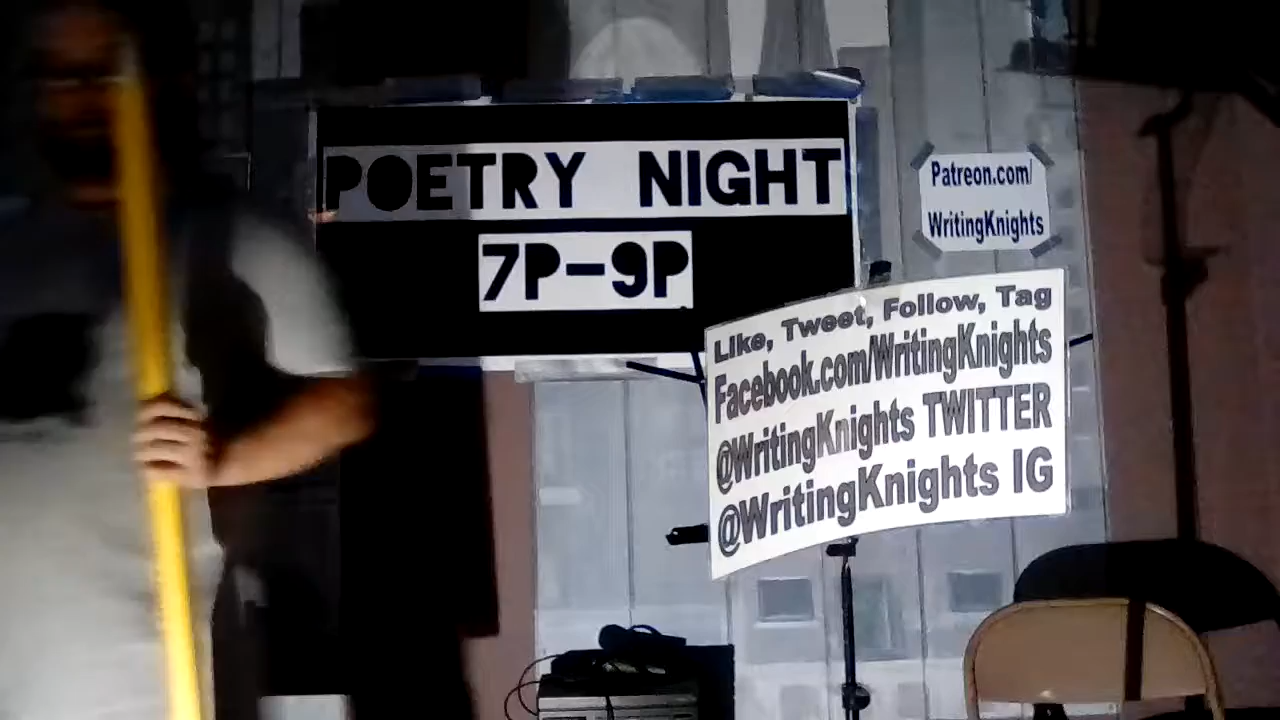 POETRY NIGHT
7P-9P
Patreon.com/
WritingKnights
Like, Tweet, Follow, Tag
Facebook.com/WritingKnights
@WritingKnights TWITTER
@WritingKnights IG